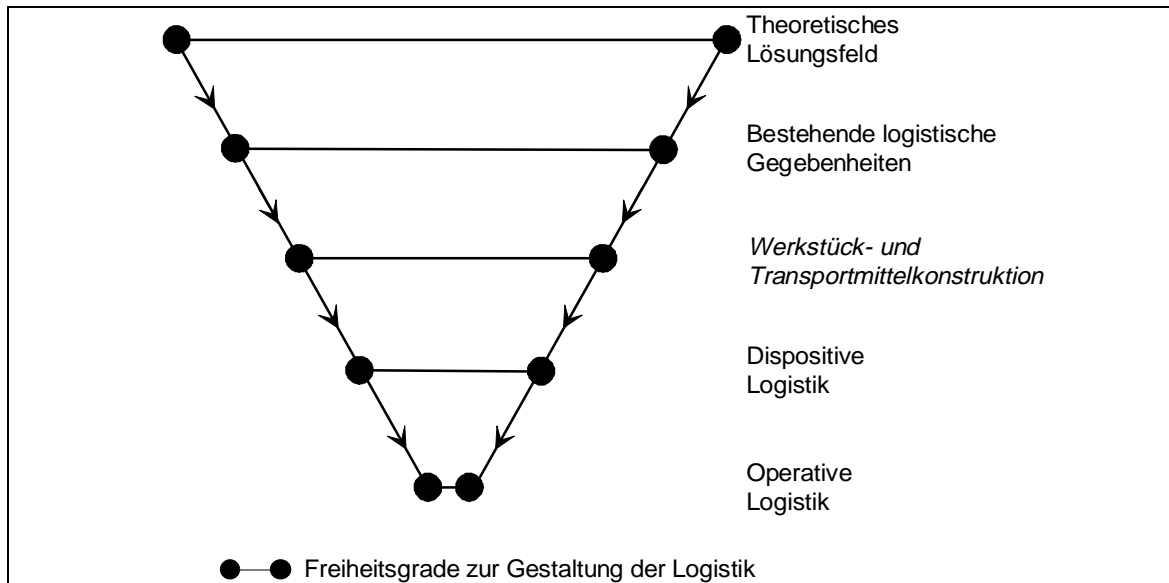 Theoretisches
Lösungsfeld
Bestehende logistische
Gegebenheiten
Werkstück- und
Transportmittelkonstruktion
Dispositive
Logistik
Operative
Logistik
Freiheitsgrade zur Gestaltung der Logistik